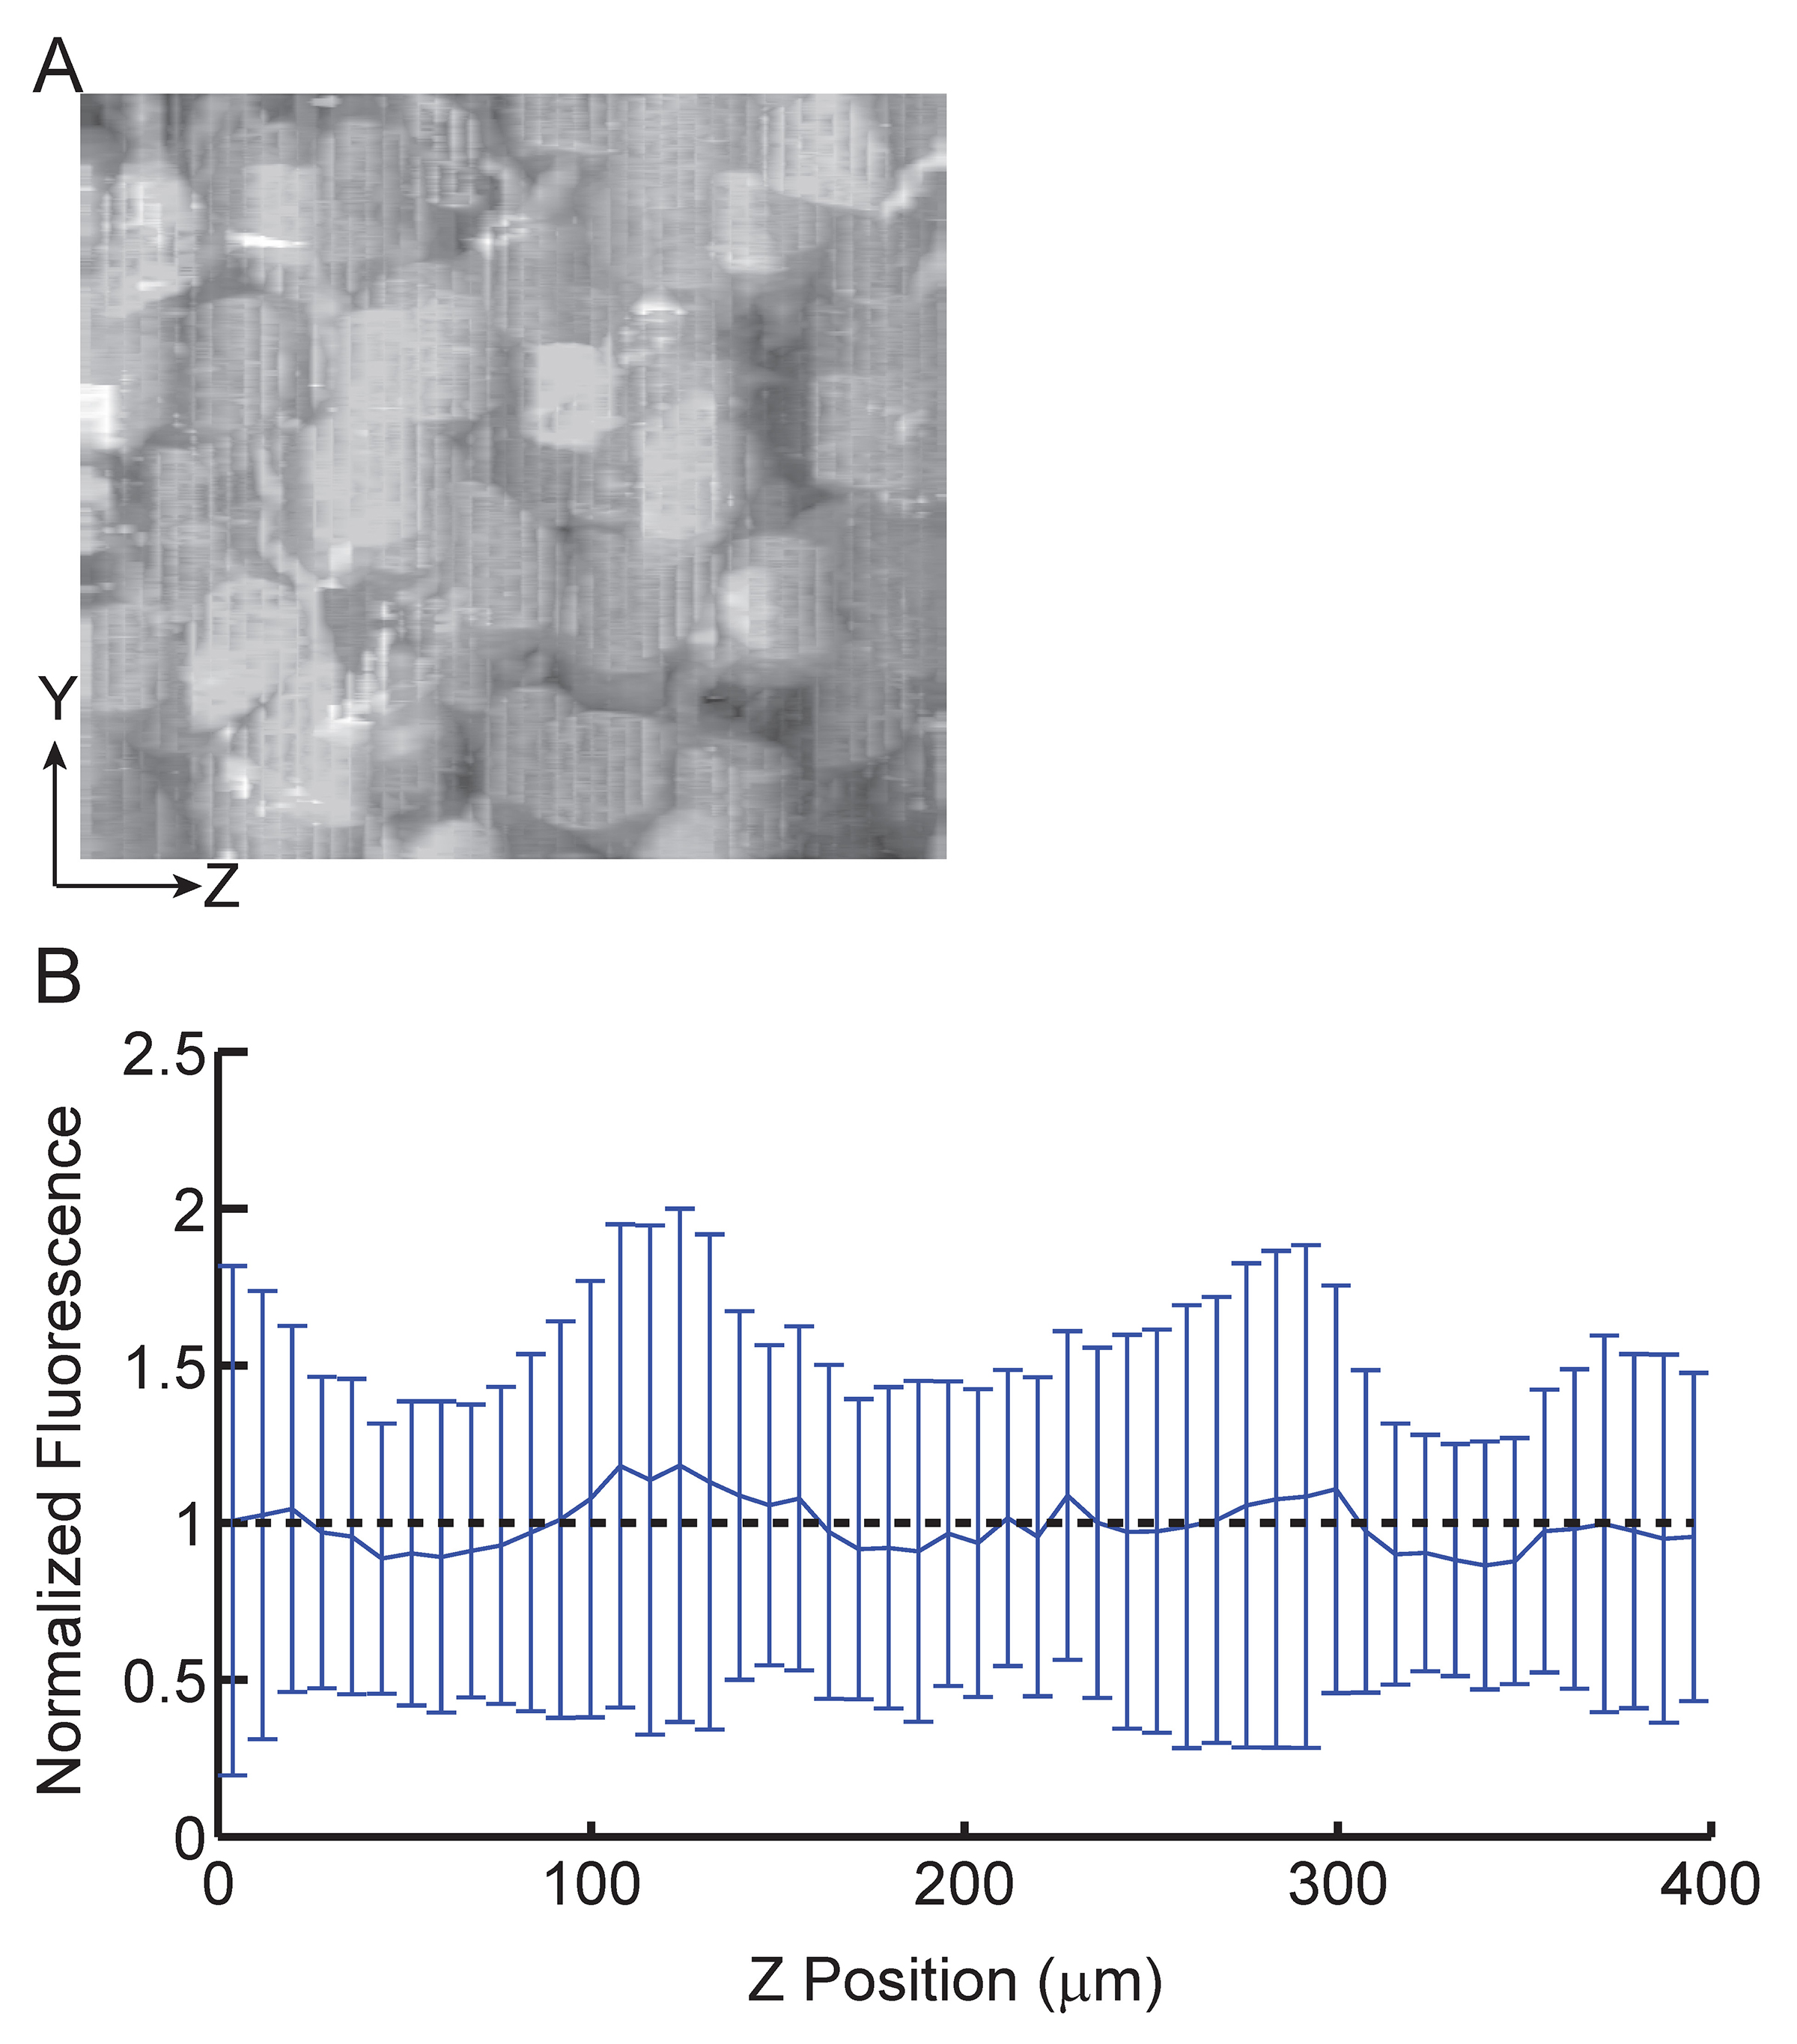 A
Y
Z
B
Normalized Fluorescence
2.5
2
1.5
1
0.5
0
0 100 200 300 400
Z Position (μm)